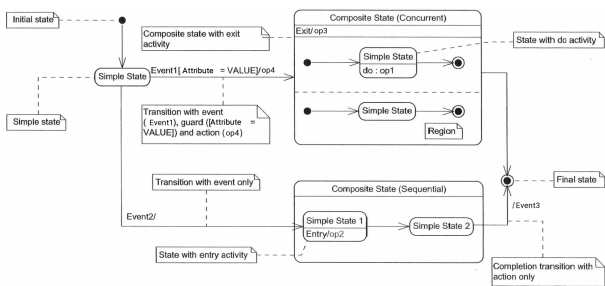 Initial state
Composite state with exit
activity
Composite State (Concurrent)
Exit/op3
State with do activity
Simple State
do : op1
Simple State
Event1[ Attribute = VALUE]/op4
Simple state
Transition with event
( Event1), guard ([Attribute =
VALUE]) and action (op4)
Simple State
Region
Transition with event only
Composite State (Sequential)
Final state
Event2/
Simple State 1
Entry/op2
Simple State 2
/Event3
State with entry activity
Completion transition with
action only